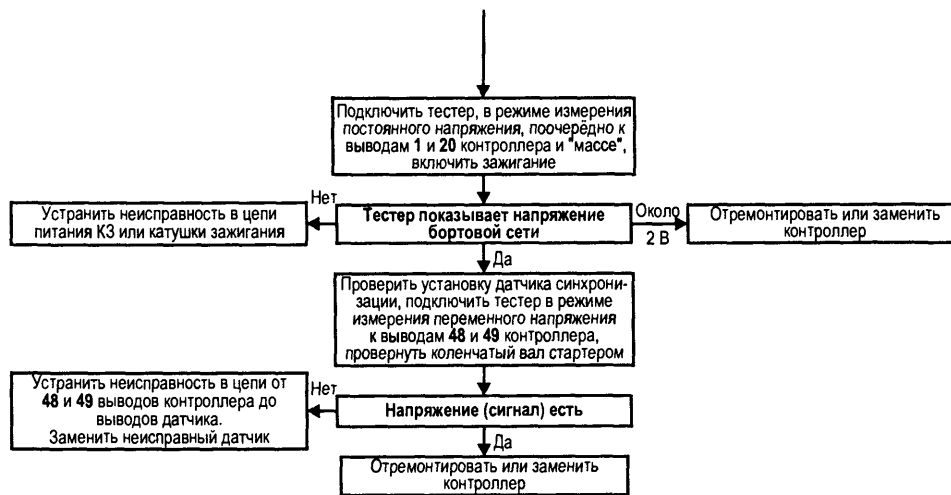 Подключить тестер, в режиме измерения
постоянного напряжения, поочерёдно к
выводам 1 и 20 контроллера и "массе",
включить зажигание
Нет
Устранить неисправность в цепи
питания КЗ или катушки зажигания
Тестер показывает напряжение
бортовой сети
Около
2 В
Отремонтировать или заменить
контроллер
Да
Проверить установку датчика синхрони-
зации, подключить тестер в режиме
измерения переменного напряжения
к выводам 48 и 49 контроллера,
провернуть коленчатый вал стартером
Устранить неисправность в цепи от
48 и 49 выводов контроллера до
выводов датчика.
Заменить неисправный датчик
Нет
Напряжение (сигнал) есть
Да
Отремонтировать или заменить
контроллер